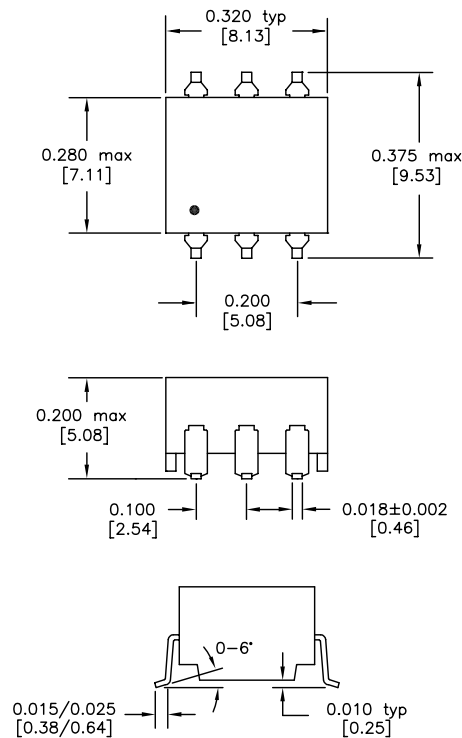 0.320 typ
[8.13]
0.280 max
[7.11]
0.375 max
[9.53]
0.200
[5.08]
0.200 max
[5.08]
0.100
[2.54]
0.018±0.002
[0.46]
0-6°
0.015/0.025
[0.38/0.64]
0.010 typ
[0.25]